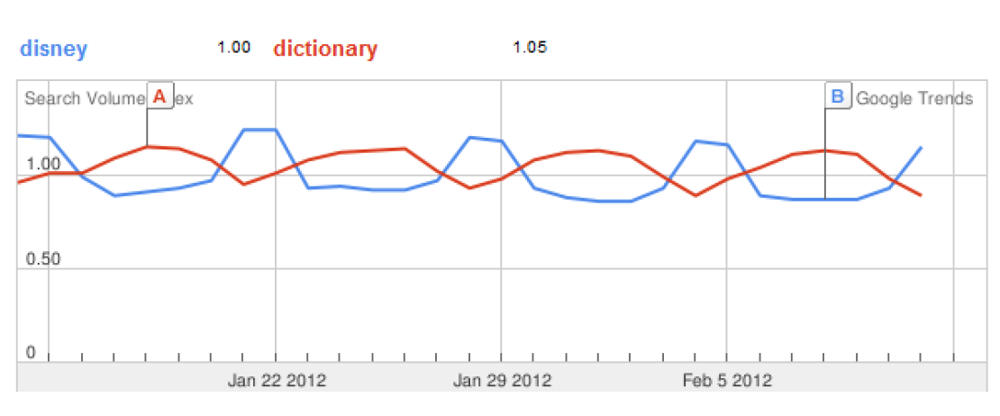 disney 1.00 dictionary 1.05
Search Volume A ex B Google Trends
1.00
0.50
0
Jan 22 2012 Jan 29 2012 Feb 5 2012